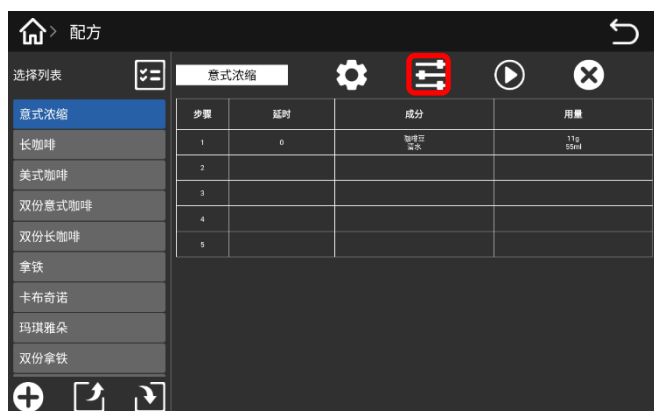 > 配方
选择列表
意式浓缩
意式浓缩
长咖啡
美式咖啡
双份意式咖啡
双份长咖啡
拿铁
卡布奇诺
玛琪雅朵
双份拿铁
步骤 延时 成分 用量
1 0 咖啡豆 11g
热水 55ml
2
3
4
5